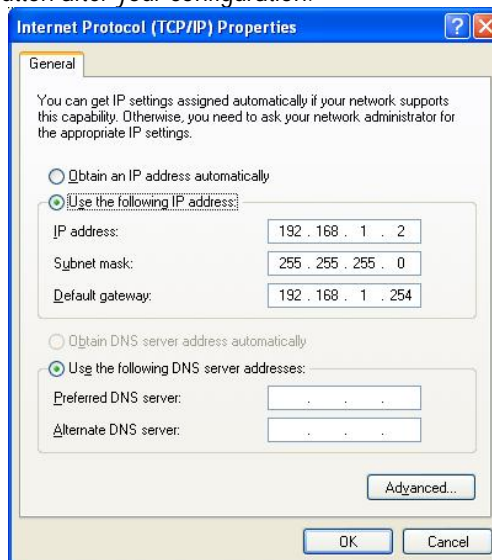 after your configuration.
Internet Protocol (TCP/IP) Properties
General
You can get IP settings assigned automatically if your network supports
this capability. Otherwise, you need to ask your network administrator for
the appropriate IP settings.
Obtain an IP address automatically
Use the following IP address:
IP address: 192 . 168 . 1 . 2
Subnet mask: 255 . 255 . 255 . 0
Default gateway: 192 . 168 . 1 . 254
Obtain DNS server address automatically
Use the following DNS server addresses:
Preferred DNS server: . . .
Alternate DNS server: . . .
Advanced...
OK Cancel